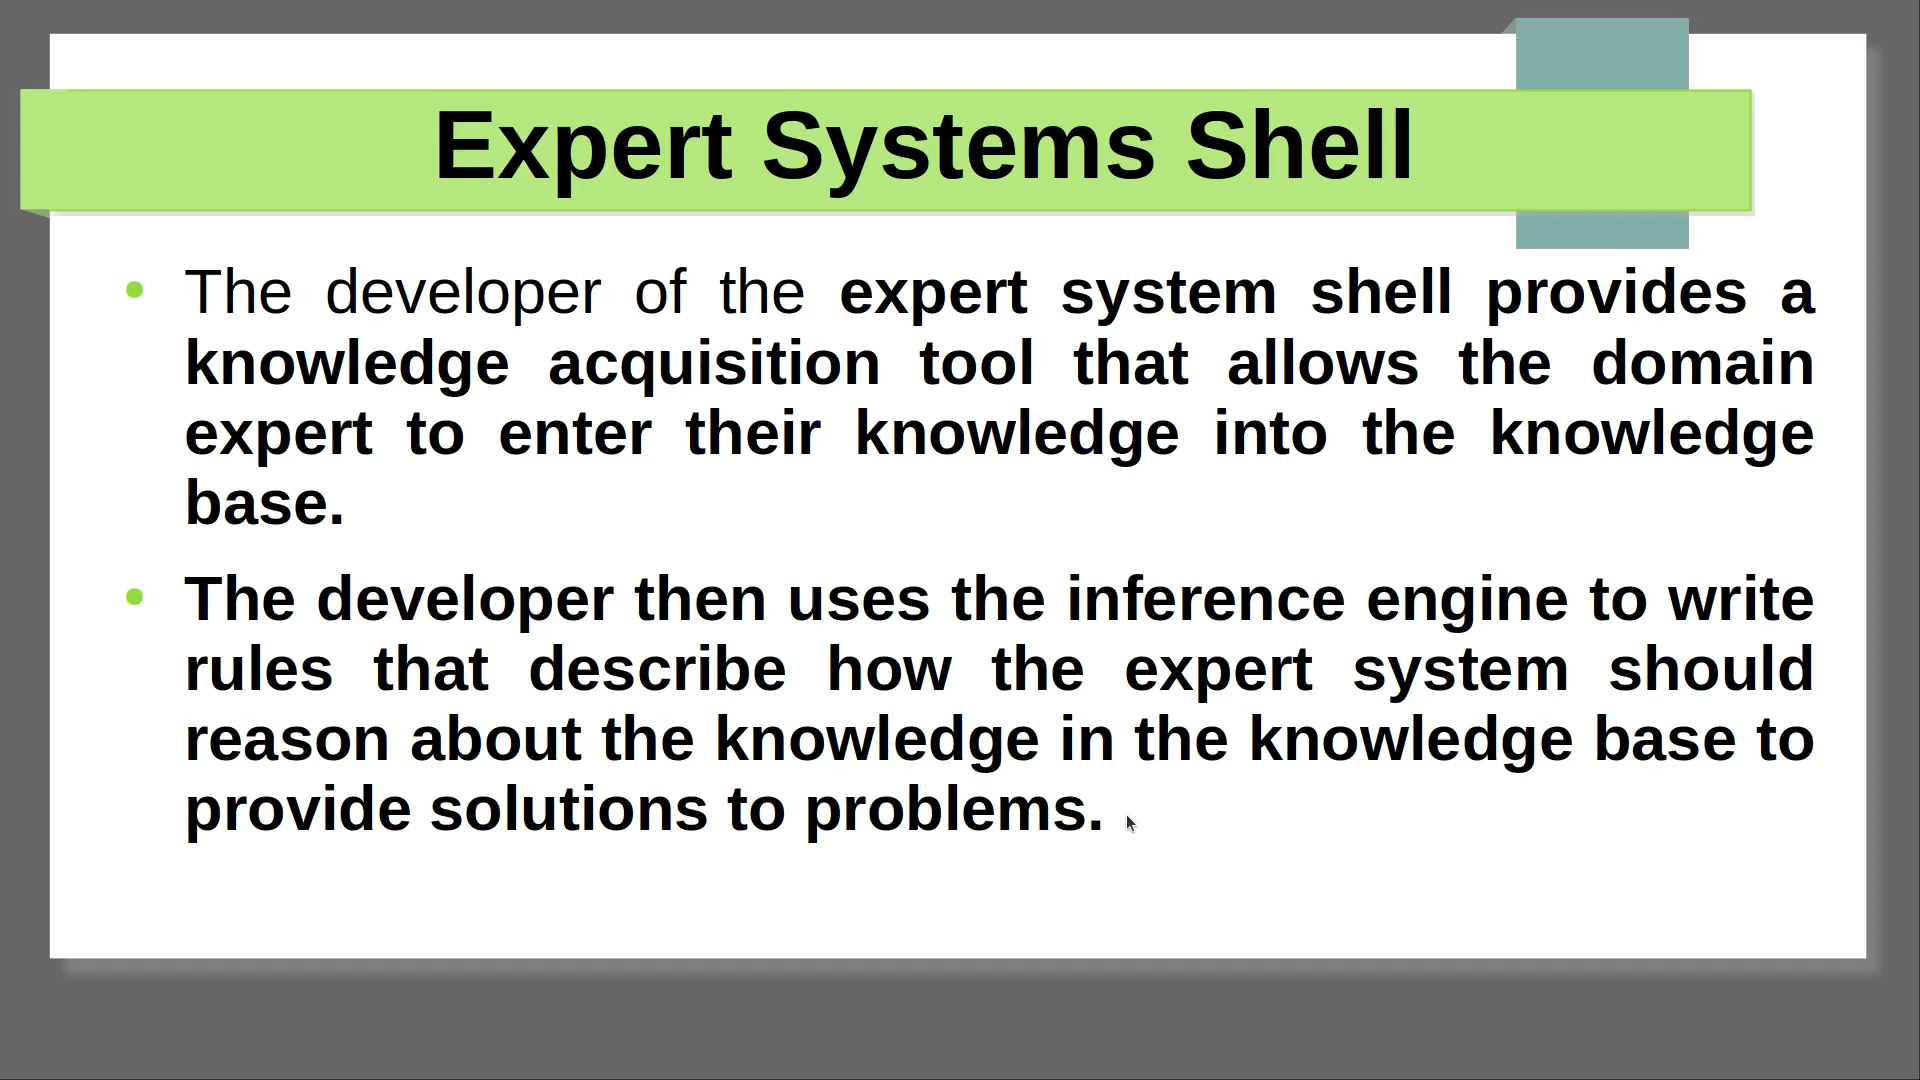 Expert Systems Shell
• The developer of the expert system shell provides a
knowledge acquisition tool that allows the domain
expert to enter their knowledge into the knowledge
base.
• The developer then uses the inference engine to write
rules that describe how the expert system should
reason about the knowledge in the knowledge base to
provide solutions to problems.